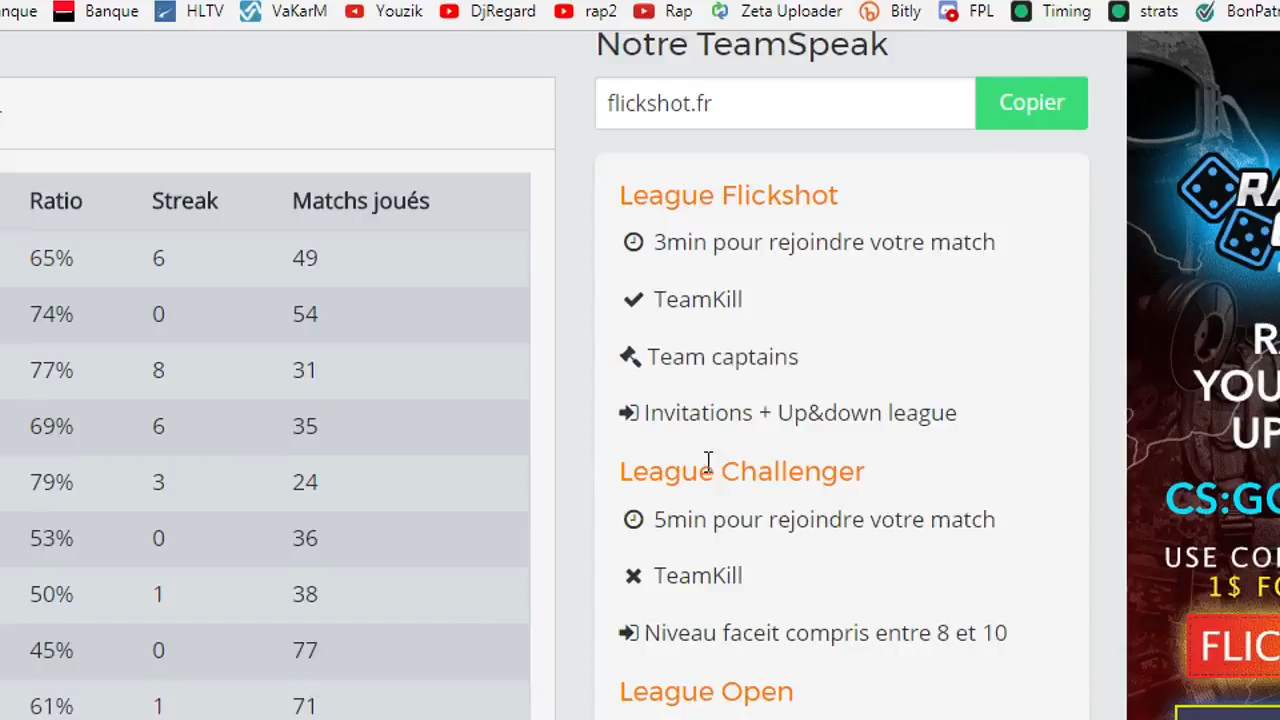 Banque HLTV VaKarM Youzik DjRegard rap2 Rap Zeta Uploader Bitly FPL Timing strats
Notre TeamSpeak
flickshot.fr Copier
Ratio Streak Matchs joués
65% 6 49
74% 0 54
77% 8 31
69% 6 35
79% 3 24
53% 0 36
50% 1 38
45% 0 77
61% 1 71
League Flickshot
3min pour rejoindre votre match
TeamKill
Team captains
Invitations + Up&down league
League Challenger
5min pour rejoindre votre match
TeamKill
Niveau faceit compris entre 8 et 10
League Open
YOU
UP
CS:GO
USE
1$